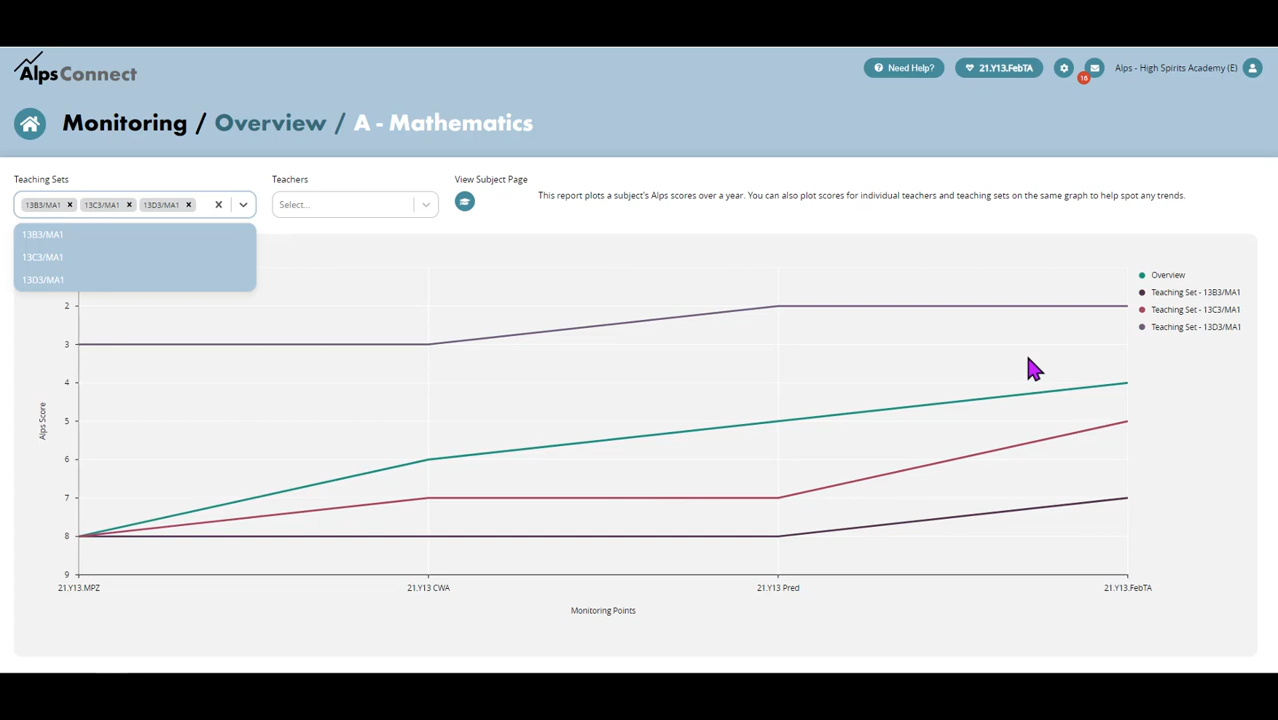 Alps Connect
Need Help?
21.Y13.FebTA
16
Alps - High Spirits Academy (E)
Monitoring / Overview / A - Mathematics
Teaching Sets
Teachers
View Subject Page
13B3/MA1 × 13C3/MA1 × 13D3/MA1 ×
Select...
This report plots a subject's Alps scores over a year. You can also plot scores for individual teachers and teaching sets on the same graph to help spot any trends.
13B3/MA1
13C3/MA1
13D3/MA1
Overview
Teaching Set - 13B3/MA1
Teaching Set - 13C3/MA1
Teaching Set - 13D3/MA1
2
3
4
5
6
7
8
9
Alps Score
21.Y13.MPZ
21.Y13 CWA
21.Y13 Pred
21.Y13.FebTA
Monitoring Points